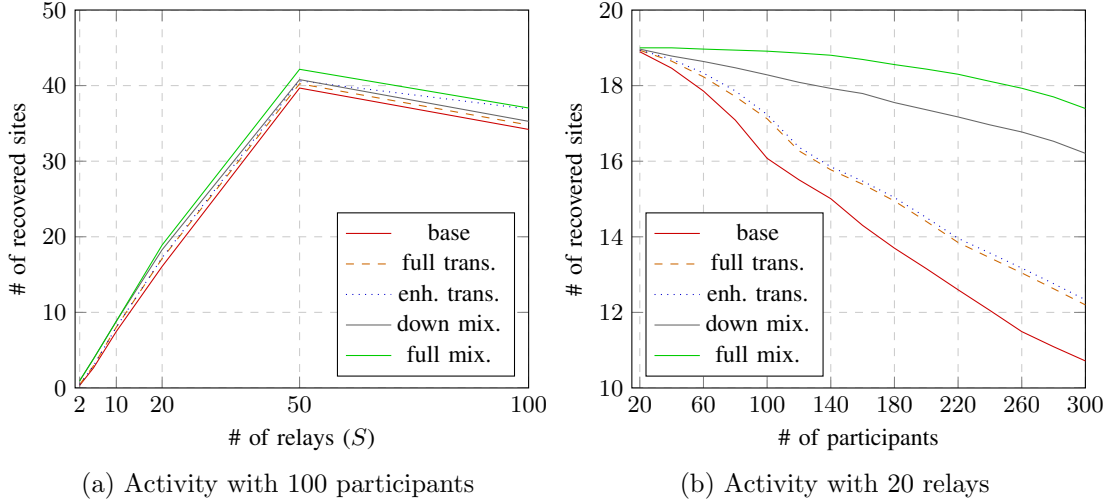 50
40
30
20
10
0
# of recovered sites
2 10 20 50 100
# of relays (S)
base
full trans.
enh. trans.
down mix.
full mix.
(a) Activity with 100 participants
20
18
16
14
12
10
# of recovered sites
20 60 100 140 180 220 260 300
# of participants
base
full trans.
enh. trans.
down mix.
full mix.
(b) Activity with 20 relays